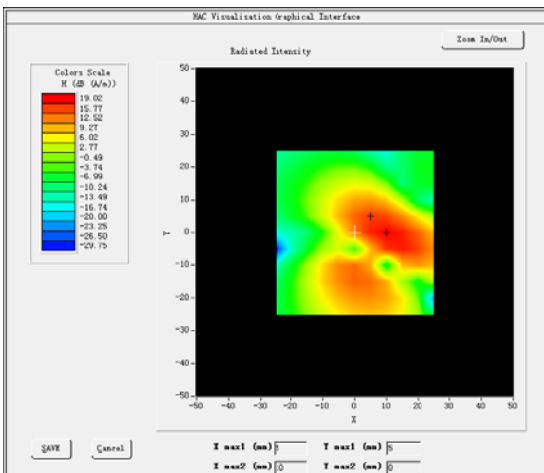 HAC Visualisation Graphical Interface
Zoom In/Out
Radiated Intensity
Colors Scale
H (dB (A/m))
19.02
15.77
12.52
9.27
6.02
2.77
-0.49
-3.74
-6.99
-10.24
-13.49
-16.74
-20.00
-23.25
-26.50
-29.75
50
40
30
20
10
0
-10
-20
-30
-40
-50
Y
-50 -40 -30 -20 -10 0 10 20 30 40 50
X
SAVE
Cancel
X max1 (mm) 5
Y max1 (mm) 5
X max2 (mm) 10
Y max2 (mm) 0